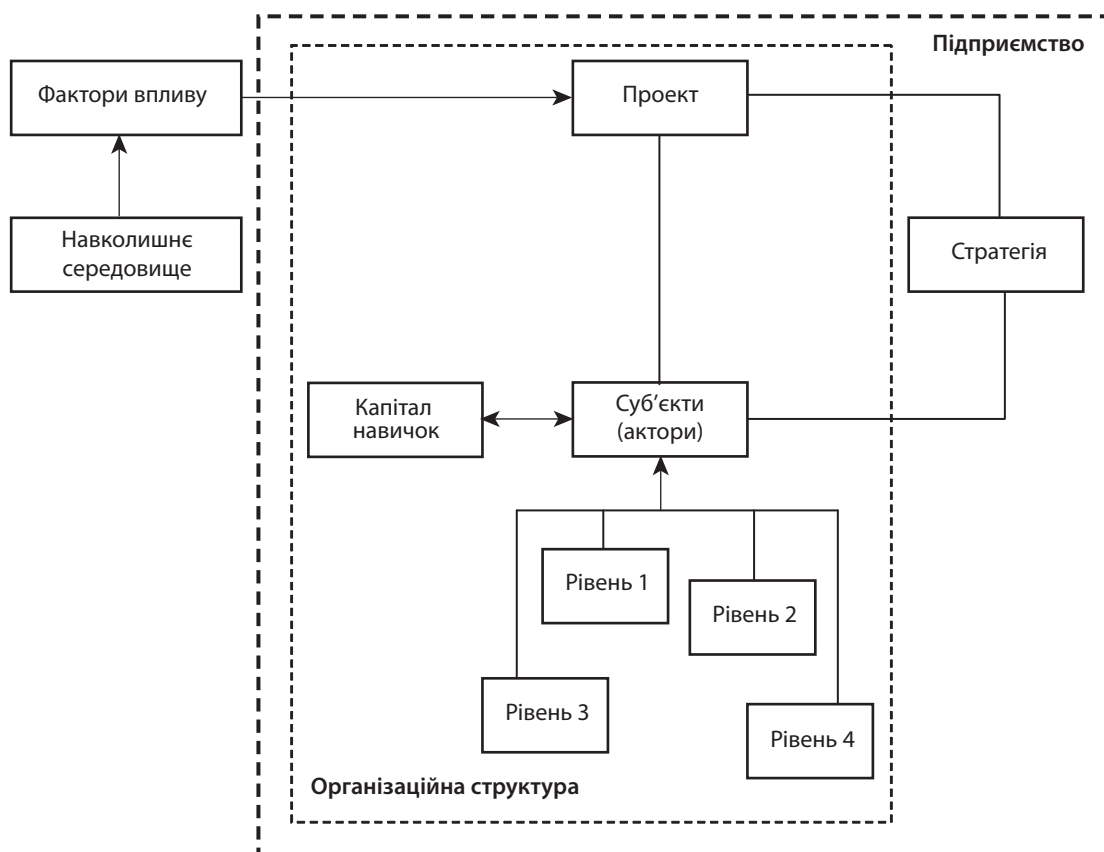 Підприємство
Фактори впливу
Проект
Навколишнє
середовище
Стратегія
Капітал
навичок
Суб’єкти
(актори)
Рівень 1
Рівень 2
Рівень 3
Рівень 4
Організаційна структура